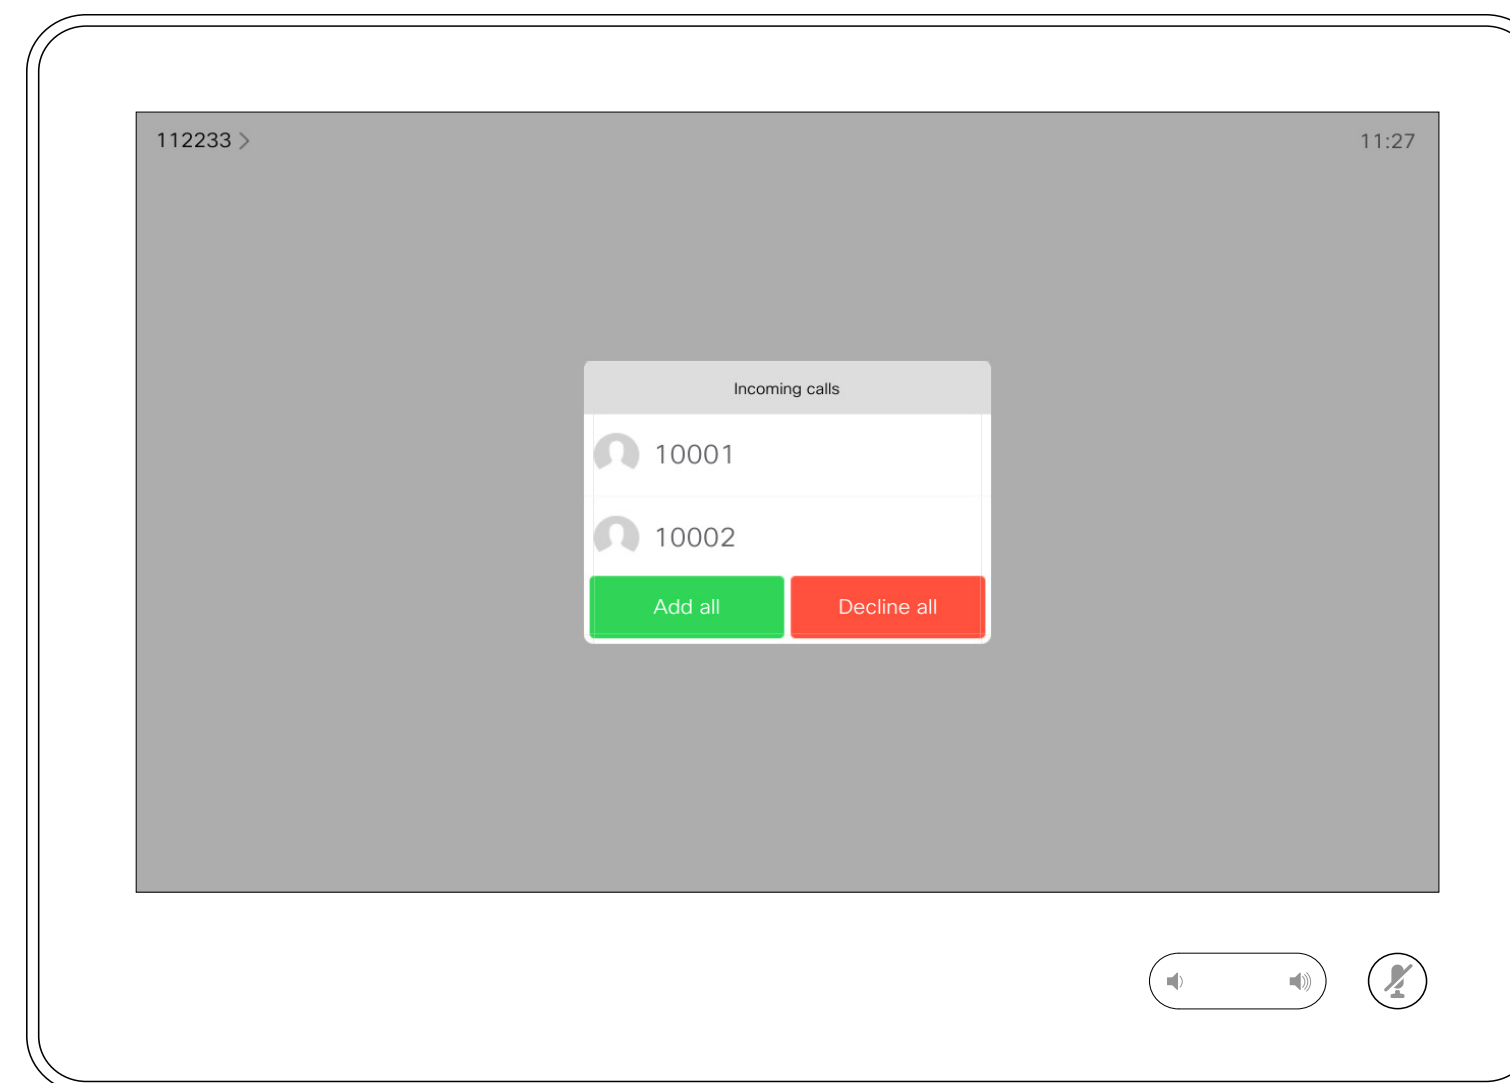 112233 >
11:27
Incoming calls
10001
10002
Add all
Decline all